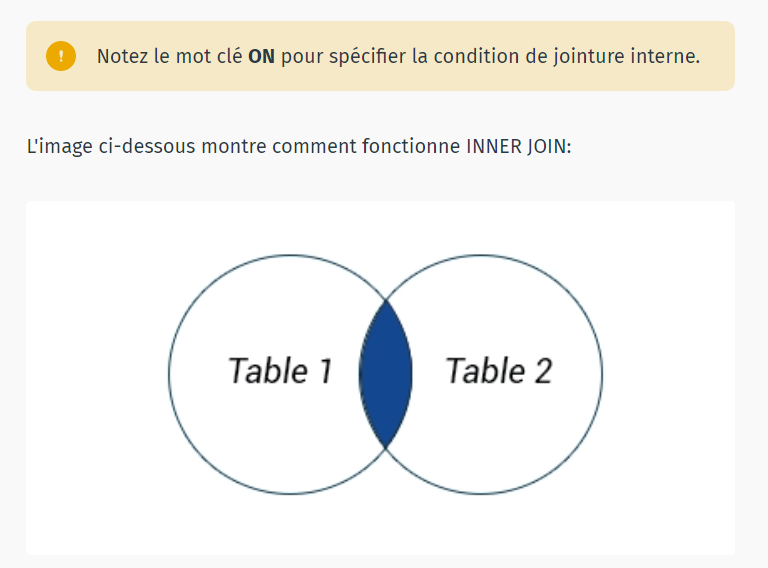 !
Notez le mot clé ON pour spécifier la condition de jointure interne.
L'image ci-dessous montre comment fonctionne INNER JOIN:
Table 1
Table 2